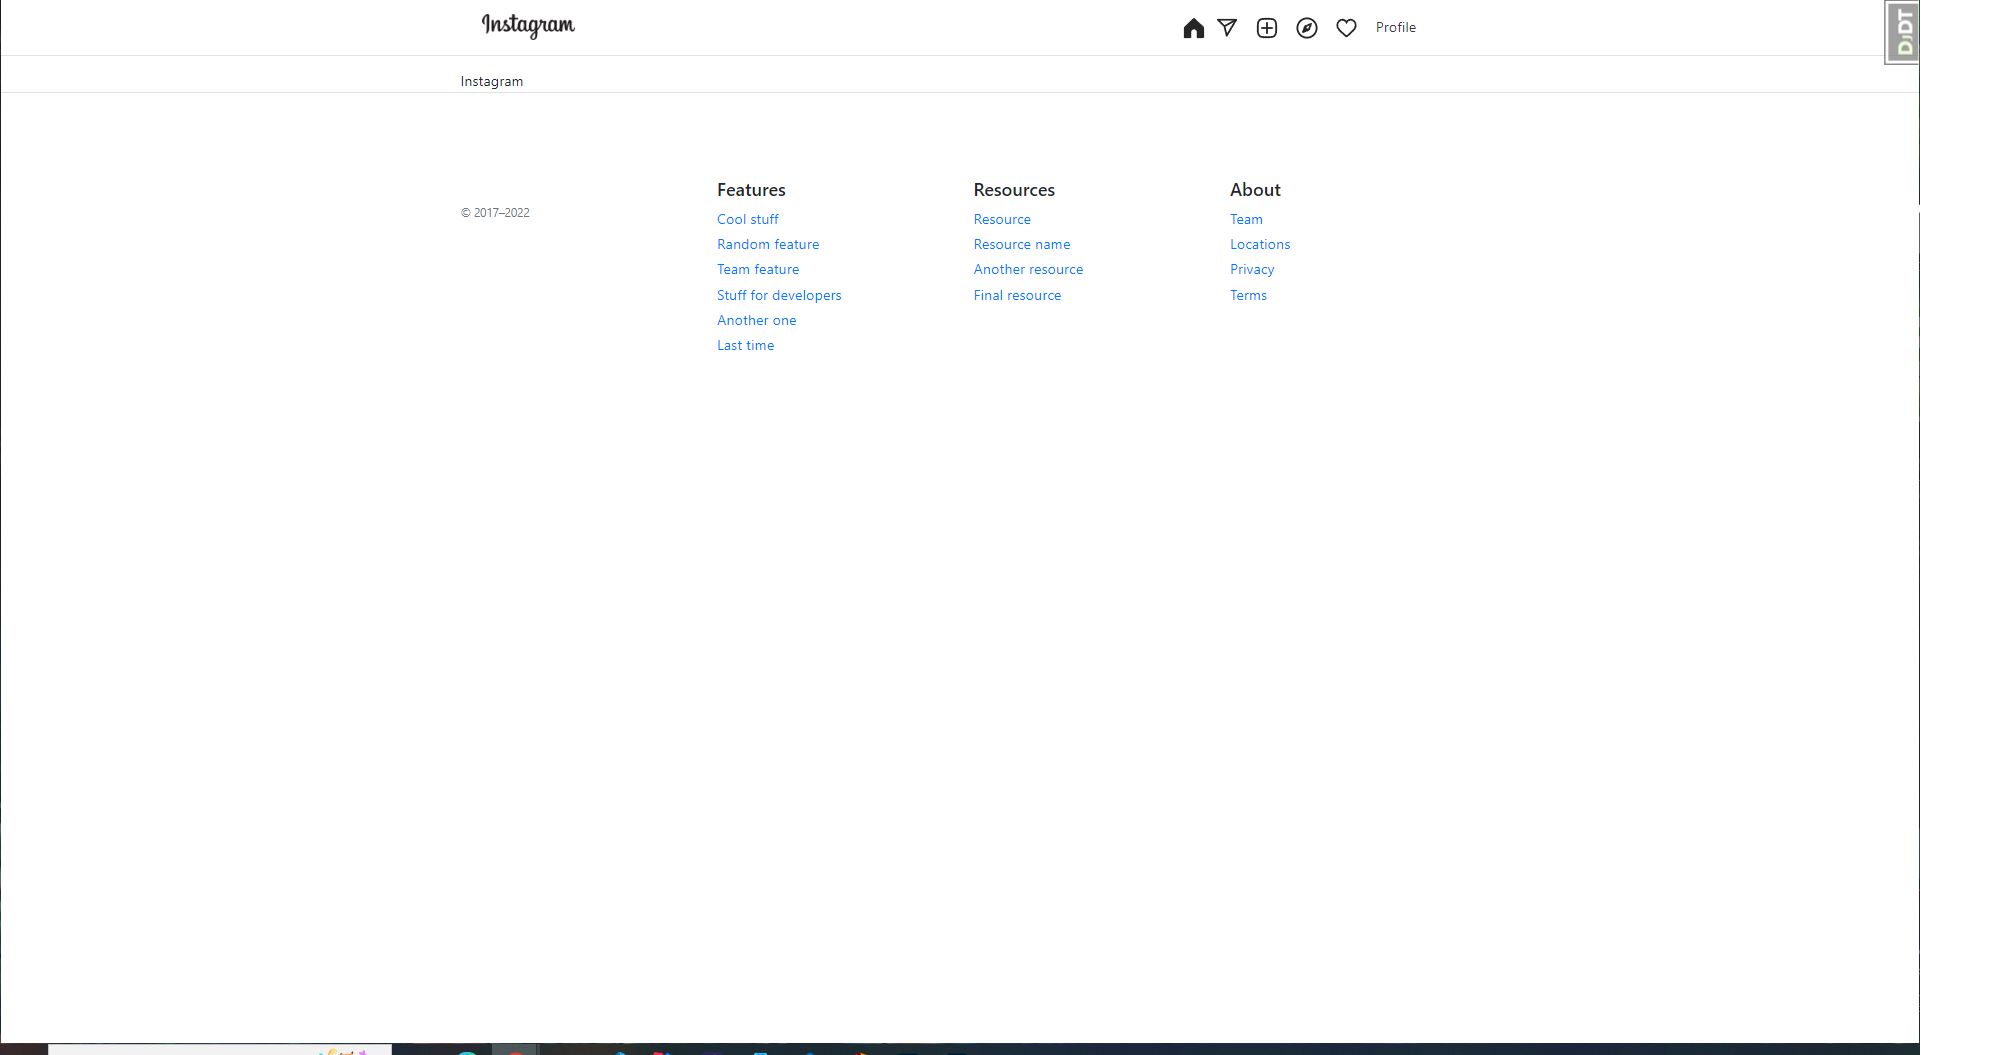 Instagram
Profile
DjDT
Instagram
© 2017–2022
Features
Cool stuff
Random feature
Team feature
Stuff for developers
Another one
Last time
Resources
Resource
Resource name
Another resource
Final resource
About
Team
Locations
Privacy
Terms